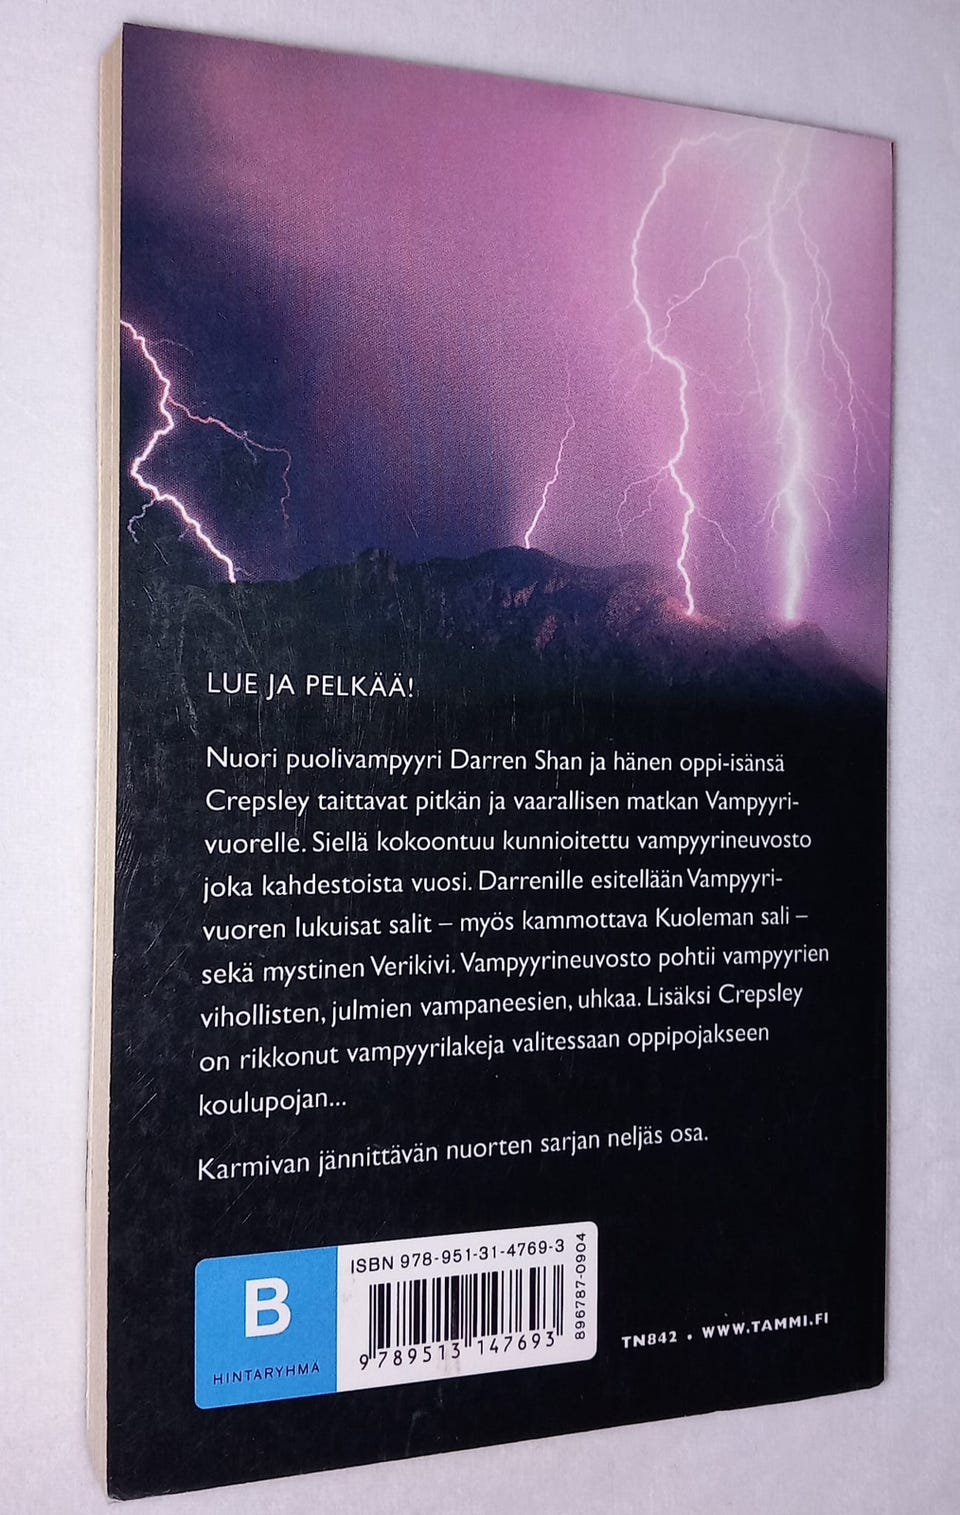 LUE JA PELKÄÄ!
Nuori puolivampyyri Darren Shan ja hänen oppi-isänsä
Crepsley taittavat pitkän ja vaarallisen matkan Vampyyri-
vuorelle. Siellä kokoontuu kunnioitettu vampyyrineuvosto
joka kahdestoista vuosi. Darrenille esitellään Vampyyri-
vuoren lukuisat salit – myös kammottava Kuoleman sali –
sekä mystinen Verikivi. Vampyyrineuvosto pohtii vampyyrien
vihollisten, julmien vampaneesien, uhkaa. Lisäksi Crepsley
on rikkonut vampyyrilakeja valitessaan oppipojakseen
koulupojan...
Karmivan jännittävän nuorten sarjan neljäs osa.
B
HINTARYHMÄ
ISBN 978-951-31-4769-3
9 789513 147693
896787-0904
TN842 • WWW.TAMMI.FI